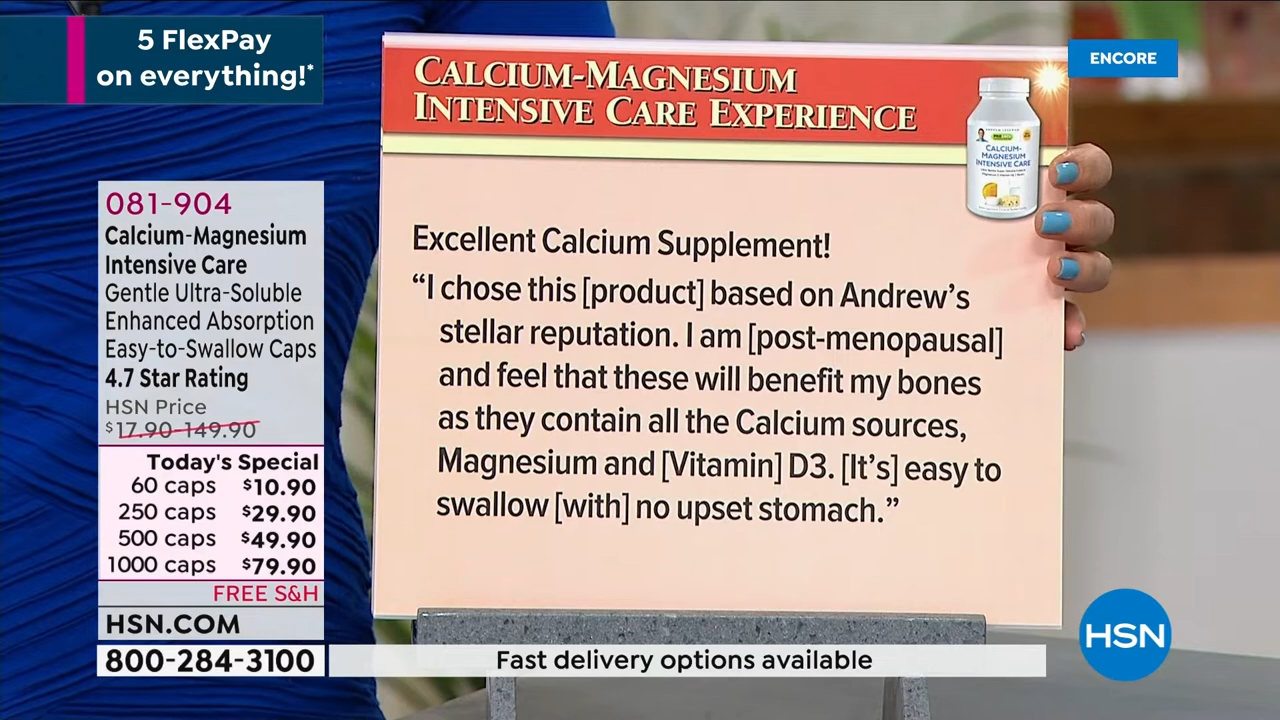 5 FlexPay
on everything!*
ENCORE
CALCIUM-MAGNESIUM
INTENSIVE CARE EXPERIENCE
CALCIUM-
MAGNESIUM
INTENSIVE CARE
Excellent Calcium Supplement!
“I chose this [product] based on Andrew’s
stellar reputation. I am [post-menopausal]
and feel that these will benefit my bones
as they contain all the Calcium sources,
Magnesium and [Vitamin] D3. [It’s] easy to
swallow [with] no upset stomach.”
081-904
Calcium-Magnesium
Intensive Care
Gentle Ultra-Soluble
Enhanced Absorption
Easy-to-Swallow Caps
4.7 Star Rating
HSN Price
$17.90-149.90
Today's Special
60 caps $10.90
250 caps $29.90
500 caps $49.90
1000 caps $79.90
FREE S&H
HSN.COM
800-284-3100
Fast delivery options available
HSN